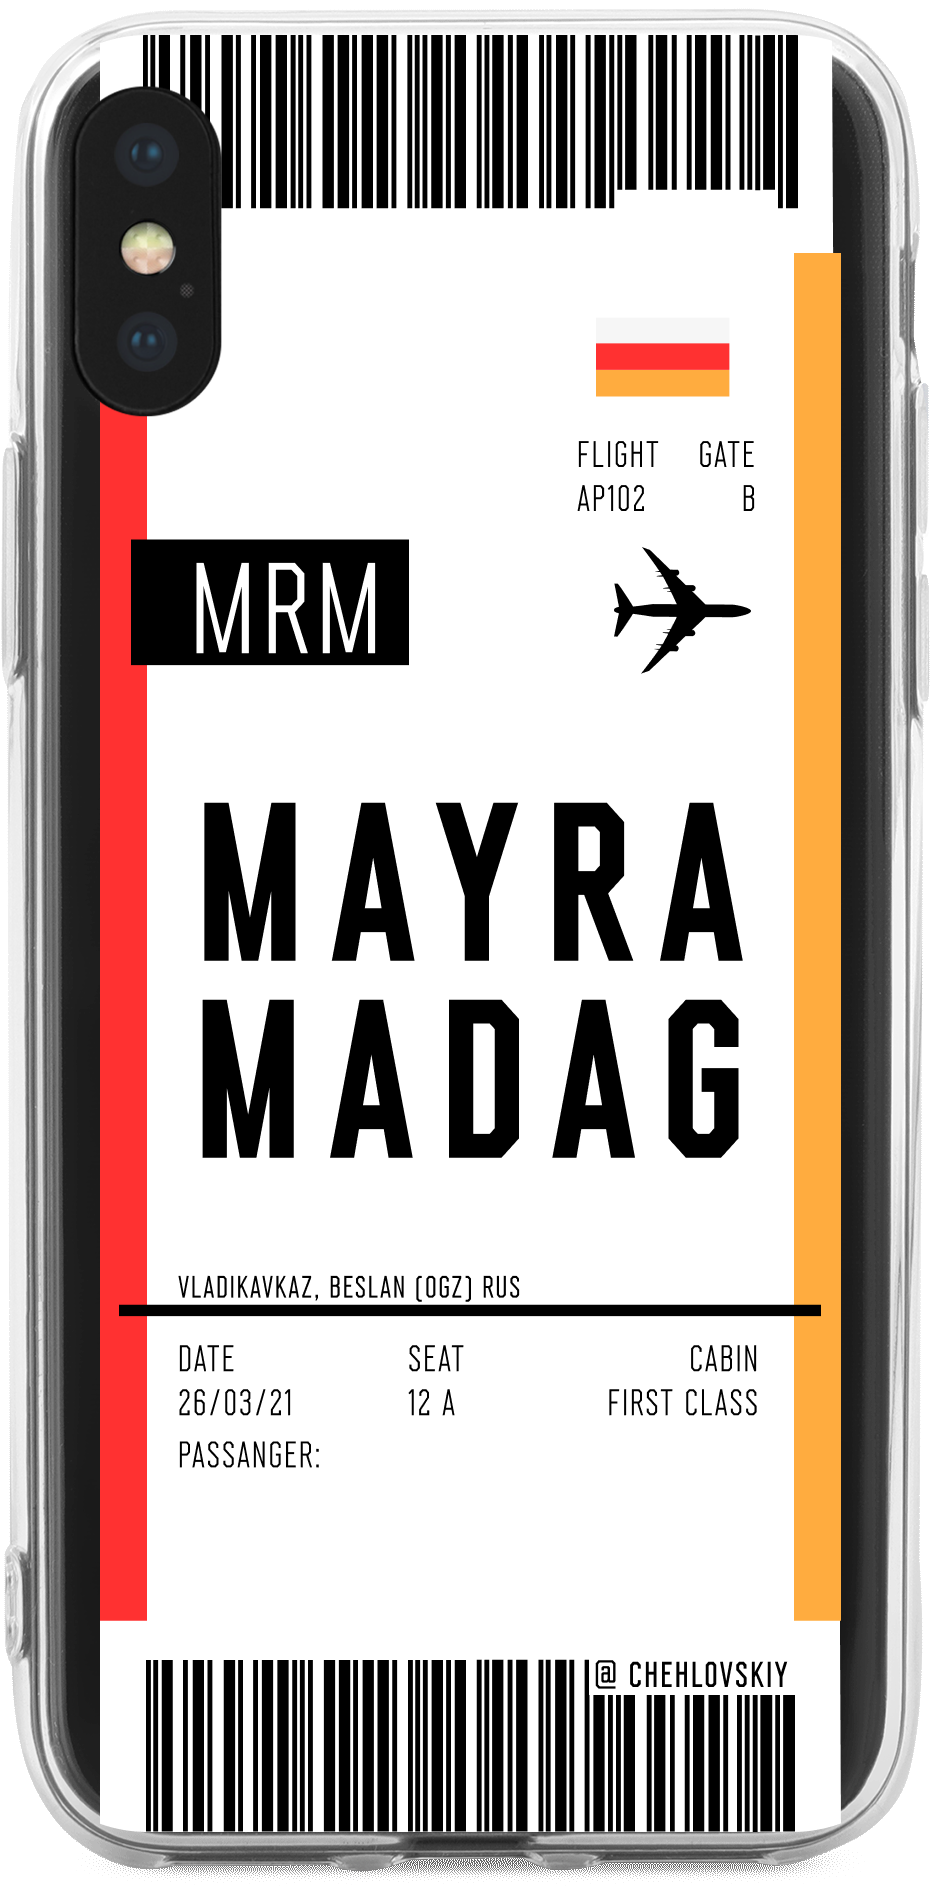 FLIGHT GATE
AP102 B
MRM
MAYRA
MADAG
VLADIKAVKAZ, BESLAN (OGZ) RUS
DATE SEAT CABIN
26/03/21 12 A FIRST CLASS
PASSANGER:
@ CHEHLOVSKIY